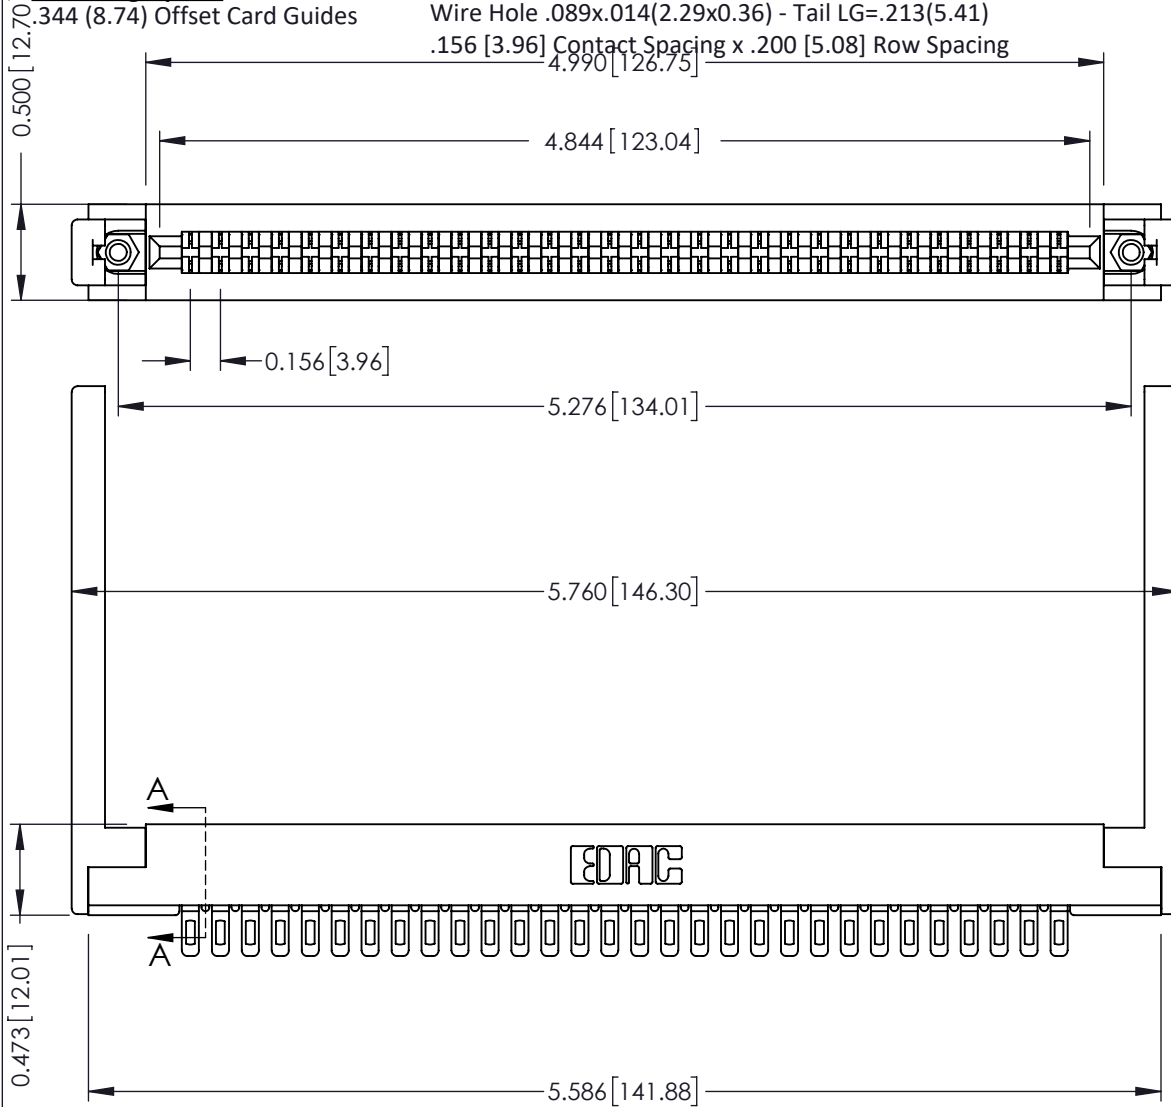 .344 (8.74) Offset Card Guides
Wire Hole .089x.014(2.29x0.36) - Tail LG=.213(5.41)
.156 [3.96] Contact Spacing x .200 [5.08] Row Spacing
4.990[126.75]
0.500[12.70
4.844[123.04]
0.156[3.96]
5.276[134.01]
5.760[146.30]
A
EDAC
A
0.473[12.01]
5.586[141.88]